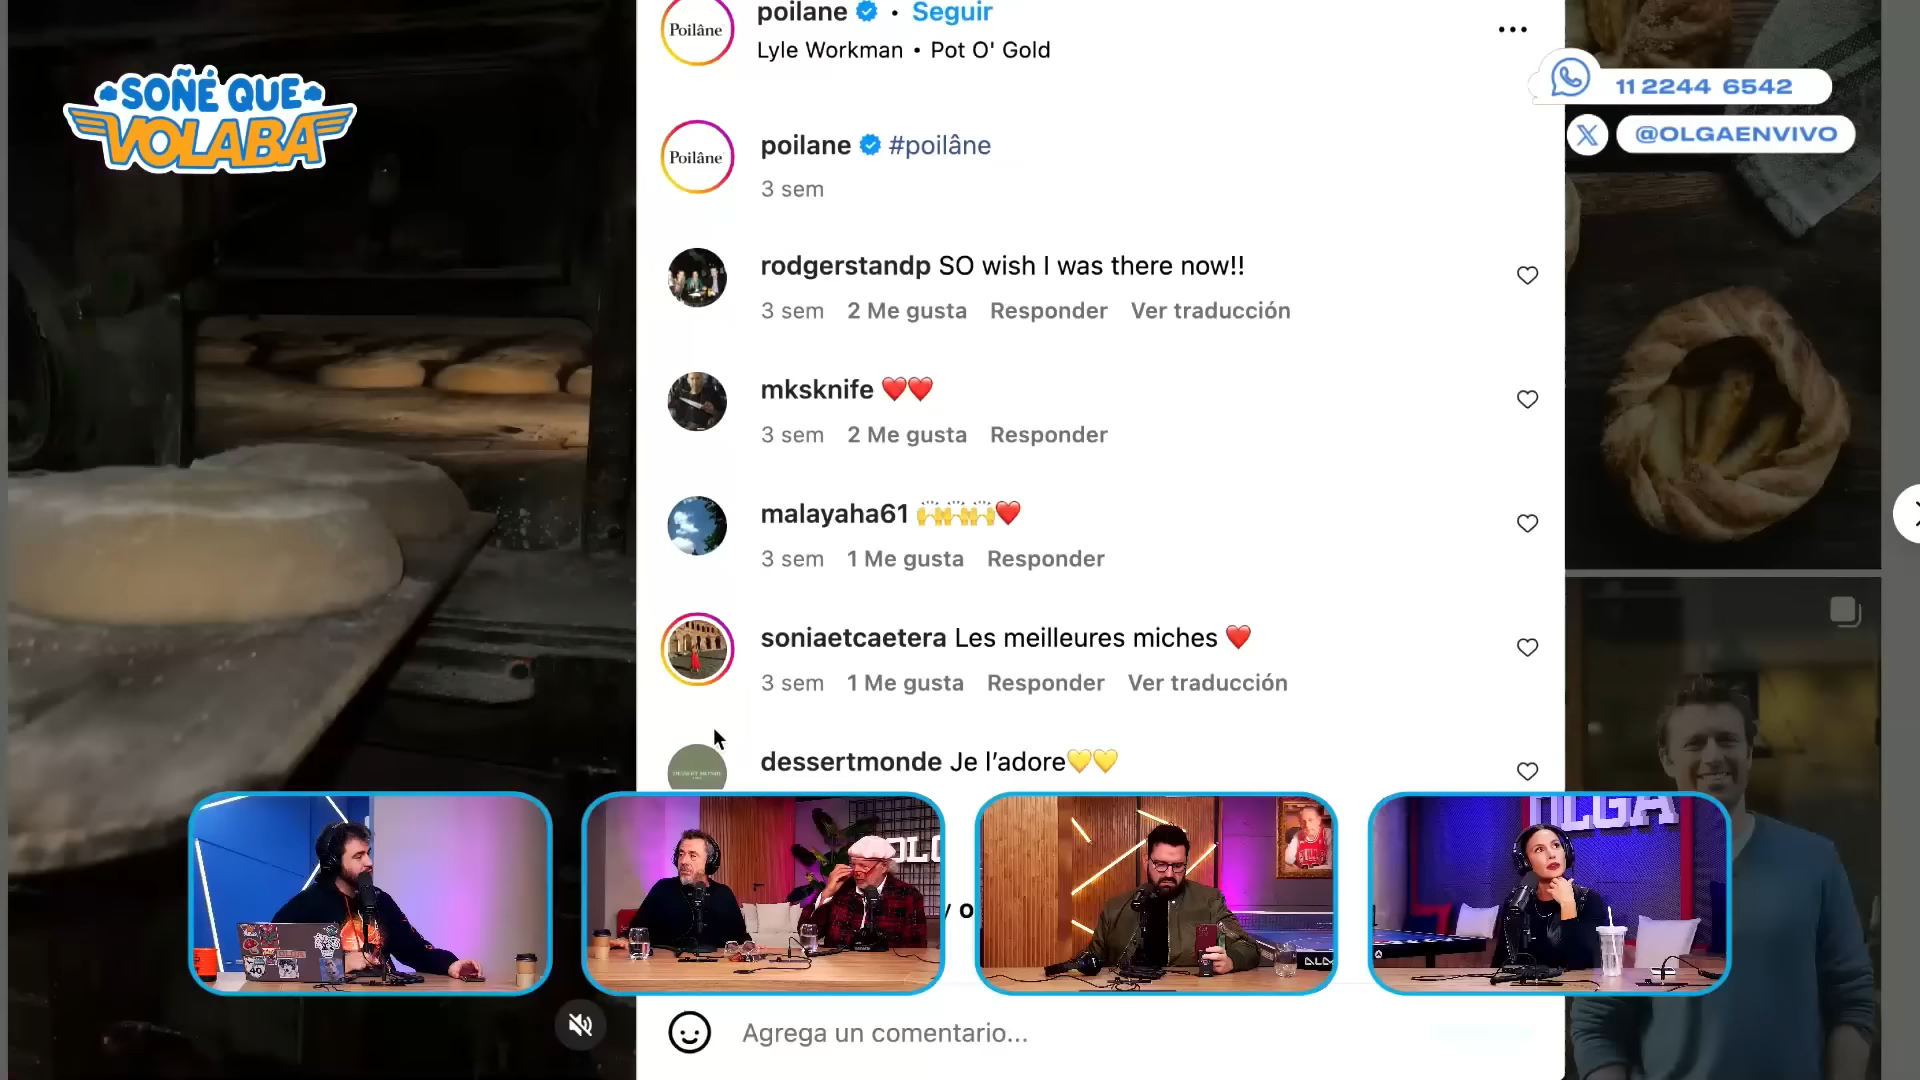 poilane • Seguir
Lyle Workman • Pot O' Gold
Poilâne
SOÑÉ QUE
VOLABA
11 2244 6542
@OLGAENVIVO
poilane #poilâne
Poilâne
3 sem
rodgerstandp SO wish I was there now!!
3 sem 2 Me gusta Responder Ver traducción
mksknife ❤️❤️
3 sem 2 Me gusta Responder
malayaha61 🙌🙌🙌❤️
3 sem 1 Me gusta Responder
soniaetcaetera Les meilleures miches ❤️
3 sem 1 Me gusta Responder Ver traducción
dessertmonde Je l’adore💛💛
OLGA
y o
Agrega un comentario...